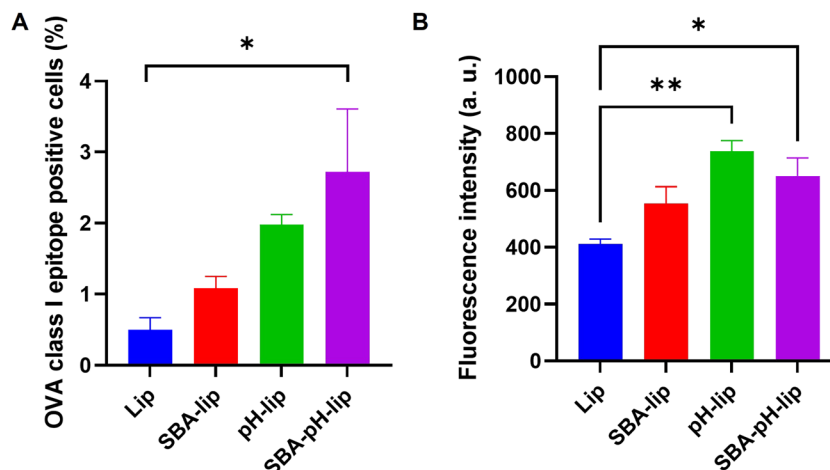 A
OVA class I epitope positive cells (%)
4
3
2
1
0
*
Lip
SBA-lip
pH-lip
SBA-pH-lip
B
Fluorescence intensity (a. u.)
1000
800
600
400
200
0
*
**
Lip
SBA-lip
pH-lip
SBA-pH-lip